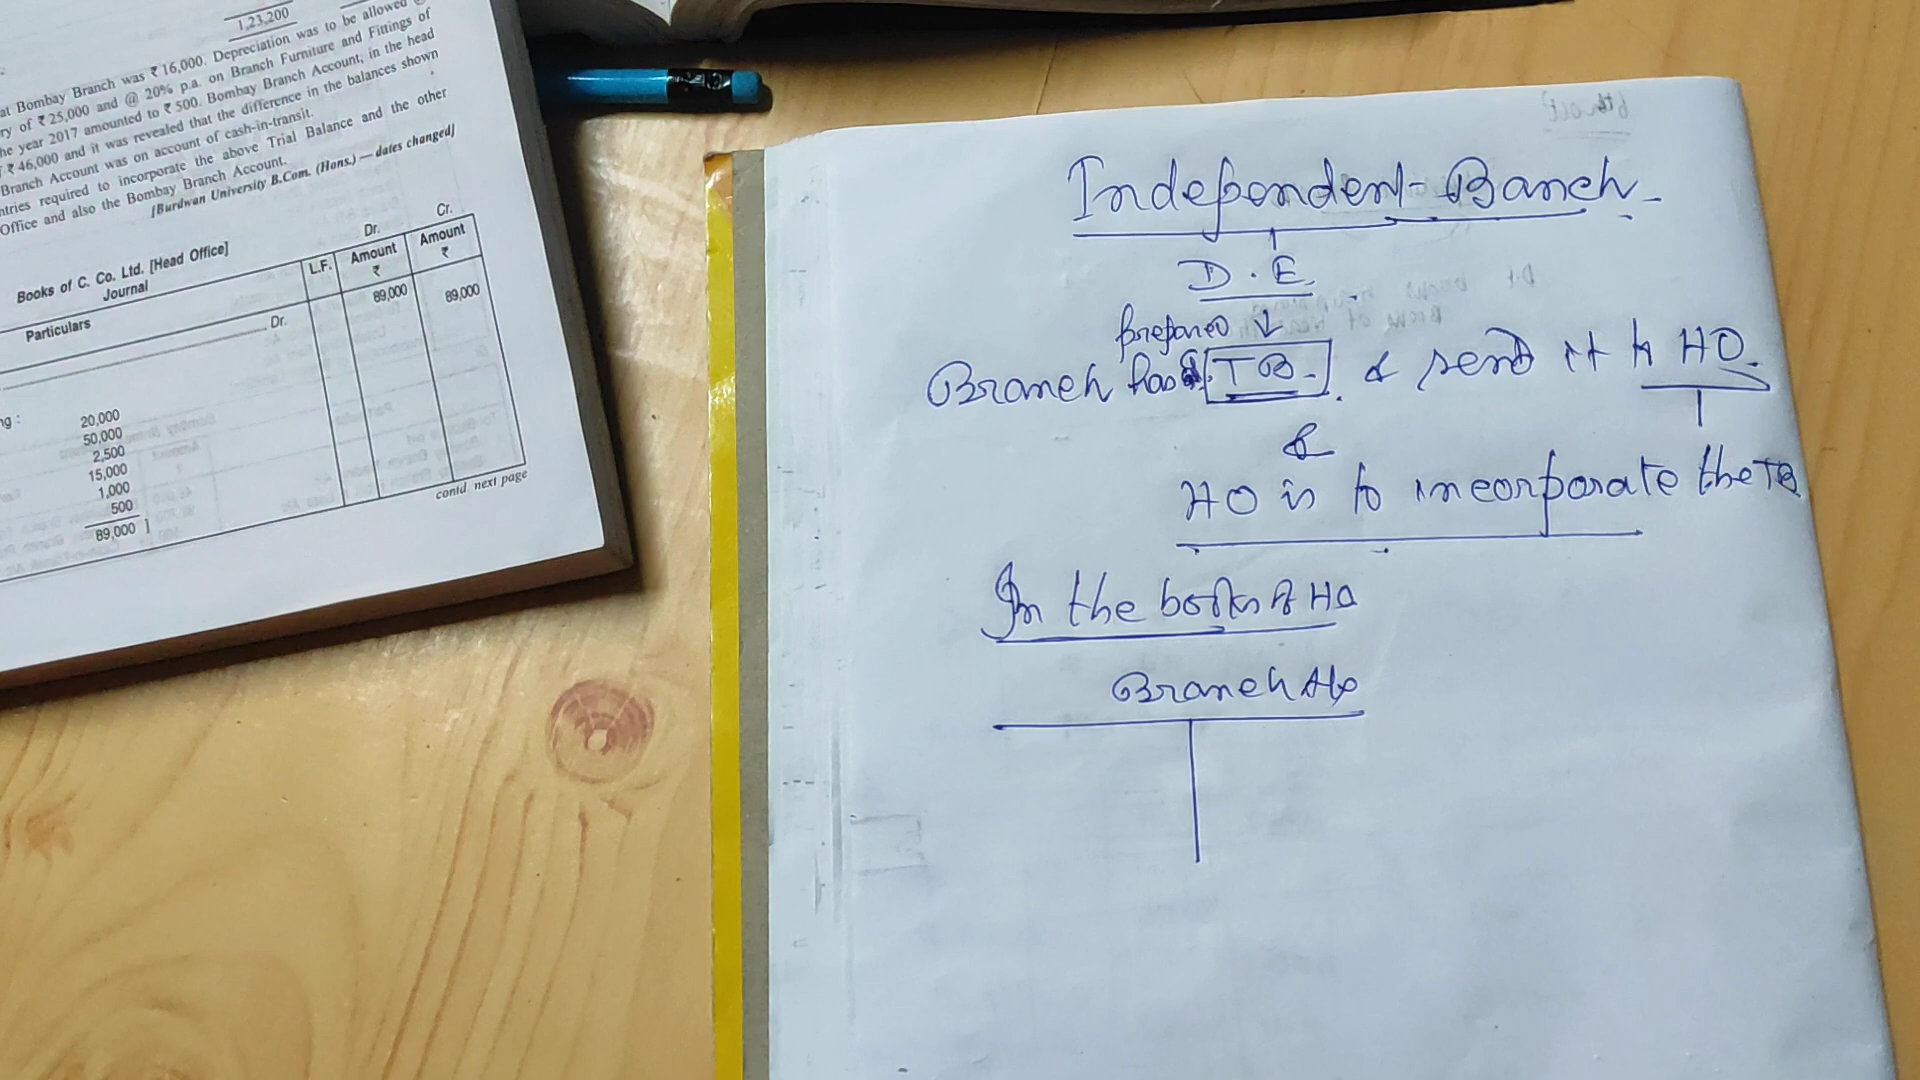 1,23,200
at Bombay Branch was ₹ 16,000. Depreciation was to be allowed @
ry of ₹ 25,000 and @ 20% p.a. on Branch Furniture and Fittings of
he year 2017 amounted to ₹ 500. Bombay Branch Account, in the head
₹ 46,000 and it was revealed that the difference in the balances shown
Branch Account was on account of cash-in-transit.
ntries required to incorporate the above Trial Balance and the other
Office and also the Bombay Branch Account.
[Burdwan University B.Com. (Hons.) — dates changed]
Books of C. Co. Ltd. [Head Office]
Journal
Dr. Cr.
Particulars L.F. Amount ₹ Amount ₹
Dr. 89,000 89,000
ng : 20,000
50,000
2,500
15,000
1,000
500
89,000 ]
contd. next page
Independent Banch
D.E.
prepared
Branch has T B. & send it to HO.
&
HO is to incorporate the TB
In the books of HO
Branch A/c